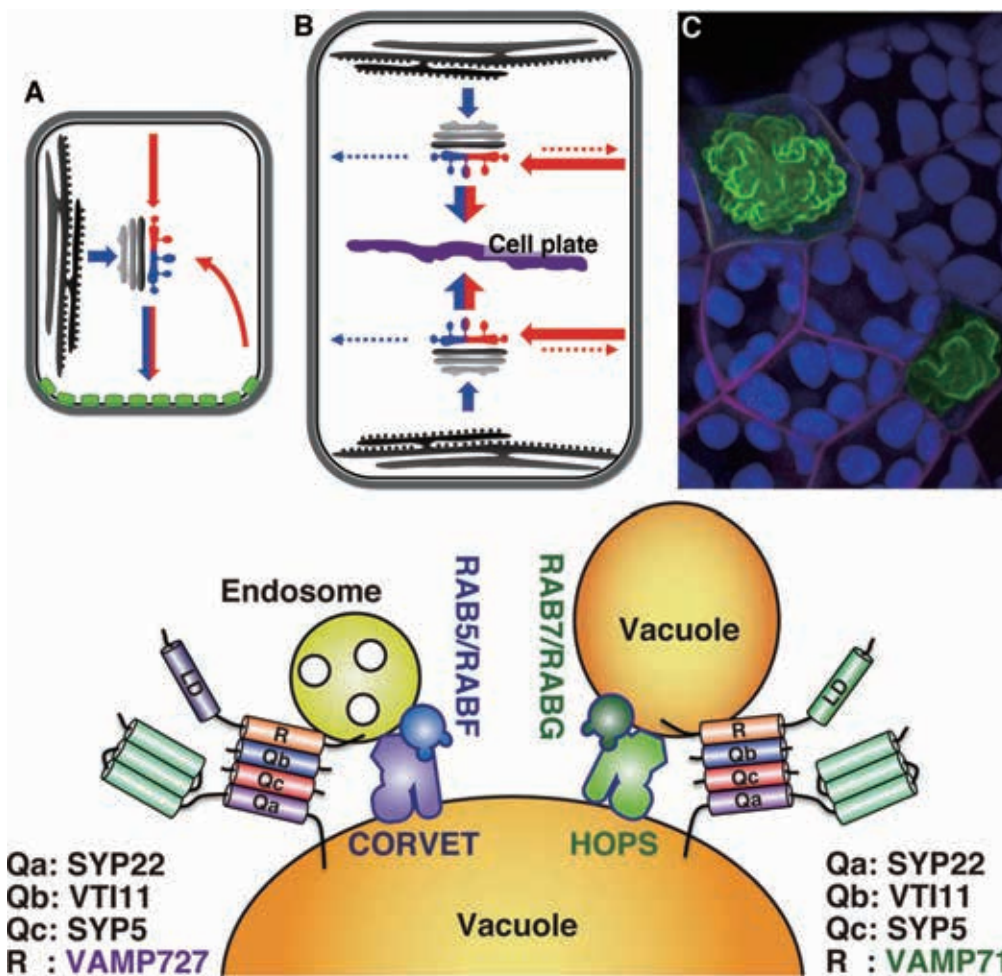 A
B
C
Cell plate
Endosome
RAB5/RABF
RAB7/RABG
Vacuole
LD
R
Qb
Qc
Qa
LD
R
Qb
Qc
Qa
CORVET
HOPS
Vacuole
Qa: SYP22
Qb: VTI11
Qc: SYP5
R : VAMP727
Qa: SYP22
Qb: VTI11
Qc: SYP5
R : VAMP71